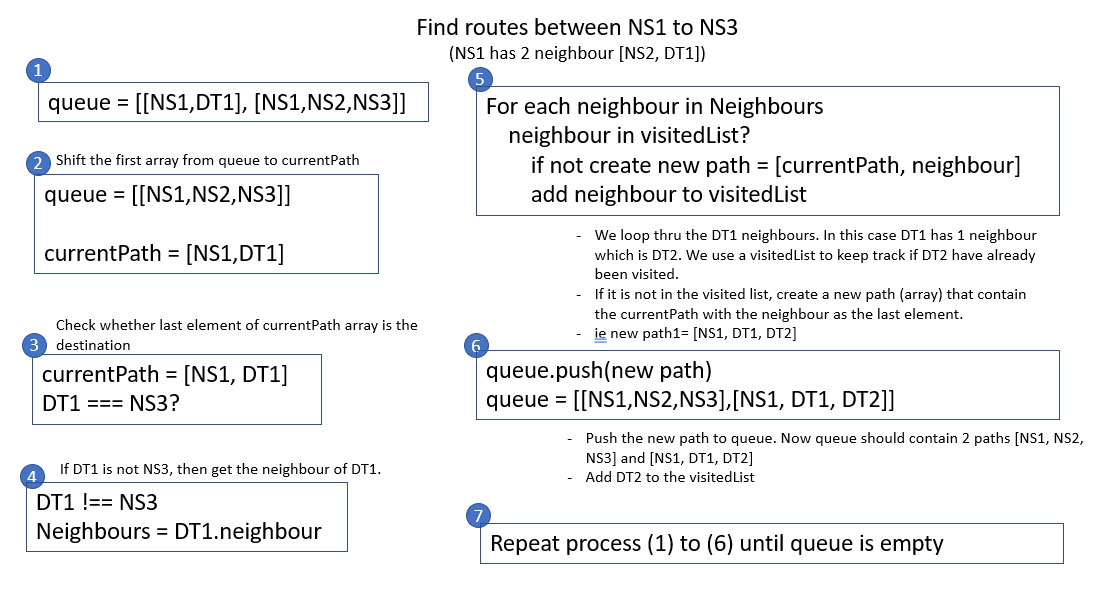 Find routes between NS1 to NS3
(NS1 has 2 neighbour [NS2, DT1])
1
queue = [[NS1,DT1], [NS1,NS2,NS3]]
2
Shift the first array from queue to currentPath
queue = [[NS1,NS2,NS3]]
currentPath = [NS1,DT1]
Check whether last element of currentPath array is the
destination
3
currentPath = [NS1, DT1]
DT1 === NS3?
4
If DT1 is not NS3, then get the neighbour of DT1.
DT1 !== NS3
Neighbours = DT1.neighbour
5
For each neighbour in Neighbours
neighbour in visitedList?
if not create new path = [currentPath, neighbour]
add neighbour to visitedList
- We loop thru the DT1 neighbours. In this case DT1 has 1 neighbour
which is DT2. We use a visitedList to keep track if DT2 have already
been visited.
- If it is not in the visited list, create a new path (array) that contain
the currentPath with the neighbour as the last element.
- ie new path1= [NS1, DT1, DT2]
6
queue.push(new path)
queue = [[NS1,NS2,NS3],[NS1, DT1, DT2]]
- Push the new path to queue. Now queue should contain 2 paths [NS1, NS2,
NS3] and [NS1, DT1, DT2]
- Add DT2 to the visitedList
7
Repeat process (1) to (6) until queue is empty